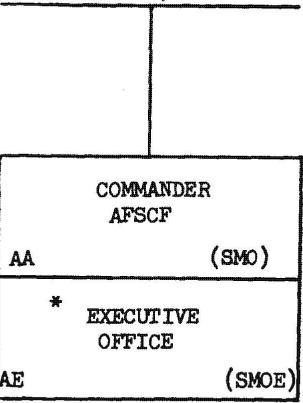 COMMANDER
AFSCF
AA (SMO)
* EXECUTIVE
OFFICE
AE (SMOE)